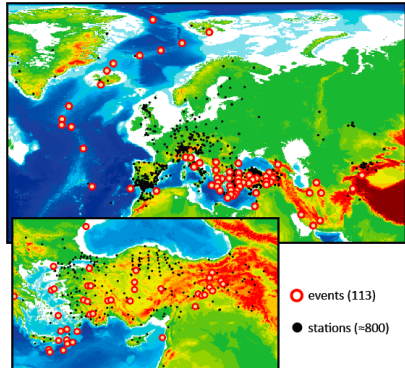 events (113)
stations (≈800)